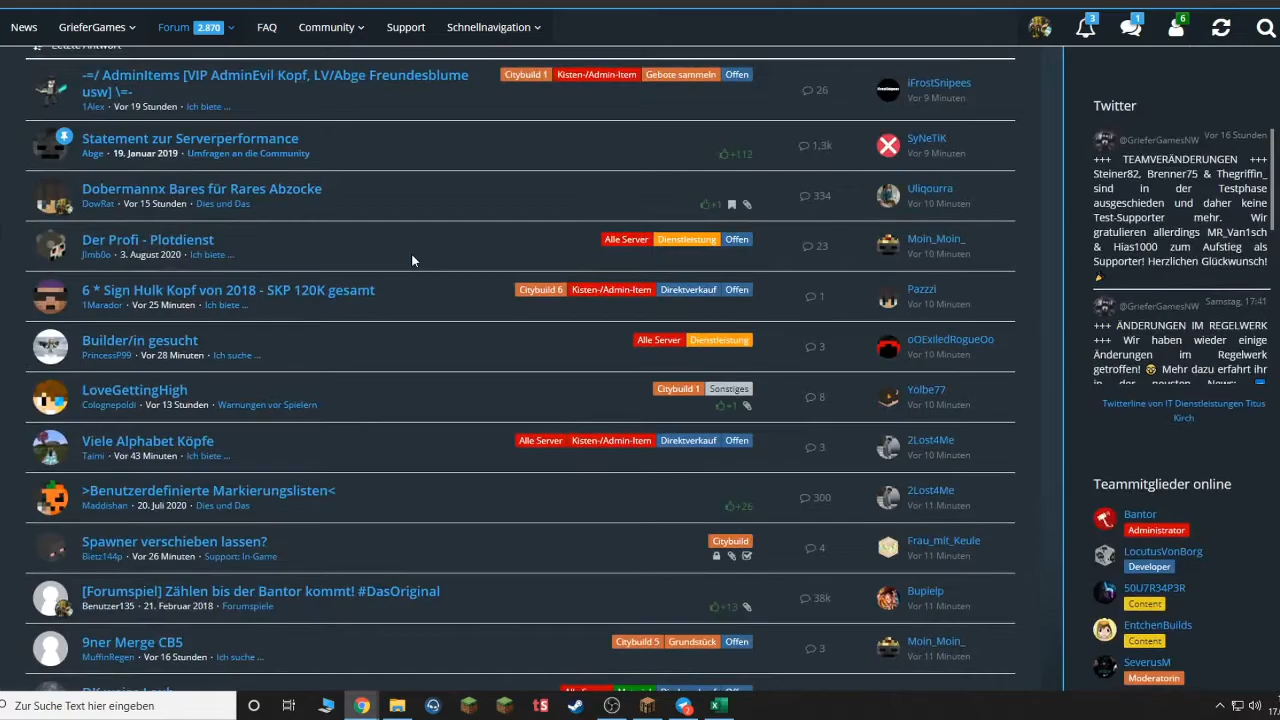 News
GrieferGames
Forum 2.870
FAQ
Community
Support
Schnellnavigation
3
1
6
Letzte Antwort
-=/ AdminItems [VIP AdminEvil Kopf, LV/Abge Freundesblume
usw] \=-
1Alex • Vor 19 Stunden • Ich biete ...
Citybuild 1 Kisten-/Admin-Item Gebote sammeln Offen
26
iFrostSnipees
Vor 9 Minuten
Statement zur Serverperformance
Abge • 19. Januar 2019 • Umfragen an die Community
+112
1,3k
SyNeTiK
Vor 9 Minuten
Dobermannx Bares für Rares Abzocke
DowRat • Vor 15 Stunden • Dies und Das
+1
334
Uliqourra
Vor 10 Minuten
Der Profi - Plotdienst
JImb0o • 3. August 2020 • Ich biete ...
Alle Server Dienstleistung Offen
23
Moin_Moin_
Vor 10 Minuten
6 * Sign Hulk Kopf von 2018 - SKP 120K gesamt
1Marador • Vor 25 Minuten • Ich biete ...
Citybuild 6 Kisten-/Admin-Item Direktverkauf Offen
1
Pazzzl
Vor 10 Minuten
Builder/in gesucht
PrincessP99 • Vor 28 Minuten • Ich suche ...
Alle Server Dienstleistung
3
oOExiledRogueOo
Vor 10 Minuten
LoveGettingHigh
Colognepoldi • Vor 13 Stunden • Warnungen vor Spielern
Citybuild 1 Sonstiges
+1
8
Yolbe77
Vor 10 Minuten
Viele Alphabet Köpfe
Taimi • Vor 43 Minuten • Ich biete ...
Alle Server Kisten-/Admin-Item Direktverkauf Offen
3
2Lost4Me
Vor 10 Minuten
>Benutzerdefinierte Markierungslisten<
Maddishan • 20. Juli 2020 • Dies und Das
+26
300
2Lost4Me
Vor 11 Minuten
Spawner verschieben lassen?
Bietz144p • Vor 26 Minuten • Support: In-Game
Citybuild
4
Frau_mit_Keule
Vor 11 Minuten
[Forumspiel] Zählen bis der Bantor kommt! #DasOriginal
Benutzer135 • 21. Februar 2018 • Forumspiele
+13
38k
Bupielp
Vor 11 Minuten
9ner Merge CB5
MuffinRegen • Vor 16 Stunden • Ich suche ...
Citybuild 5 Grundstück Offen
3
Moin_Moin_
Vor 11 Minuten
Twitter
@GrieferGamesNW Vor 16 Stunden
+++ TEAMVERÄNDERUNGEN +++
Steiner82, Brenner75 & Thegriffin_
sind in der Testphase
ausgeschieden und daher keine
Test-Supporter mehr. Wir
gratulieren allerdings MR_Van1sch
& Hias1000 zum Aufstieg als
Supporter! Herzlichen Glückwunsch!
@GrieferGamesNW Samstag, 17:41
+++ ÄNDERUNGEN IM REGELWERK
+++ Wir haben wieder einige
Änderungen im Regelwerk
getroffen! Mehr dazu erfahrt ihr
in der neusten News:
Twitterline von IT Dienstleistungen Titus
Kirch
Teammitglieder online
Bantor
Administrator
LocutusVonBorg
Developer
50U7R34P3R
Content
EntchenBuilds
Content
SeverusM
Moderatorin
Zur Suche Text hier eingeben
tS
2
17